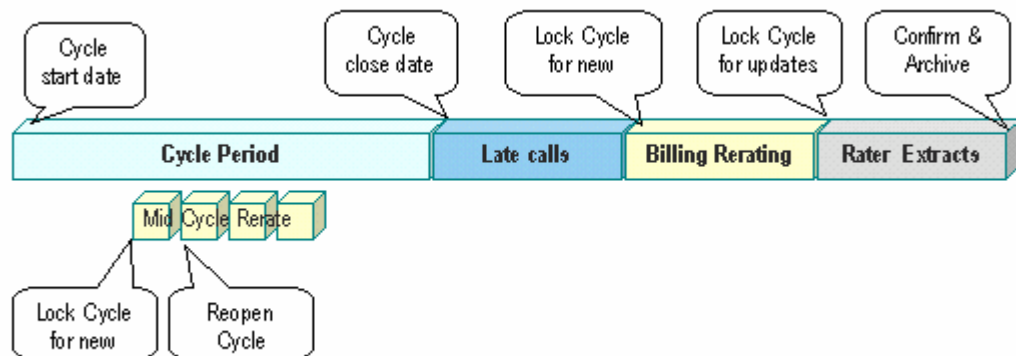 Cycle
start date
Cycle
close date
Lock Cycle
for new
Lock Cycle
for updates
Confirm &
Archive
Cycle Period
Late calls
Billing Rerating
Rater Extracts
Mid Cycle Rerate
Lock Cycle
for new
Reopen
Cycle